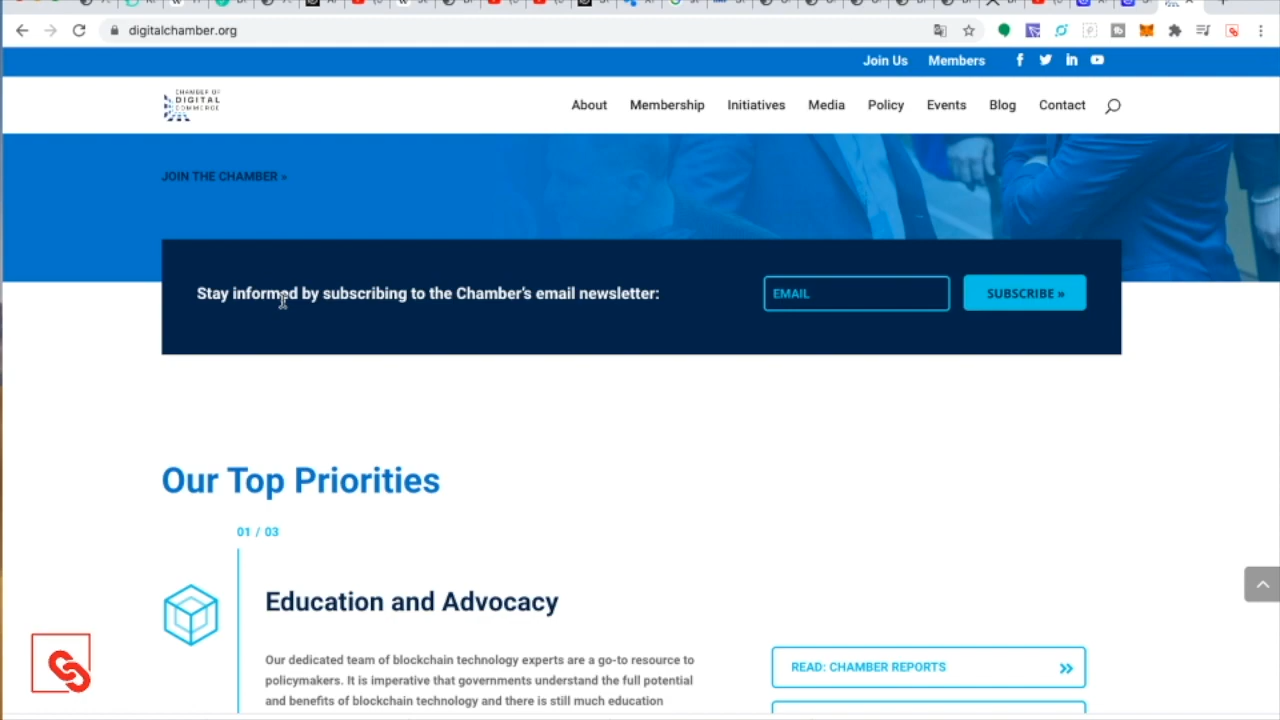 digitalchamber.org
Join Us Members
CHAMBER OF
DIGITAL
COMMERCE
About Membership Initiatives Media Policy Events Blog Contact
JOIN THE CHAMBER »
Stay informed by subscribing to the Chamber's email newsletter:
EMAIL
SUBSCRIBE »
Our Top Priorities
01 / 03
Education and Advocacy
Our dedicated team of blockchain technology experts are a go-to resource to
policymakers. It is imperative that governments understand the full potential
and benefits of blockchain technology and there is still much education
READ: CHAMBER REPORTS